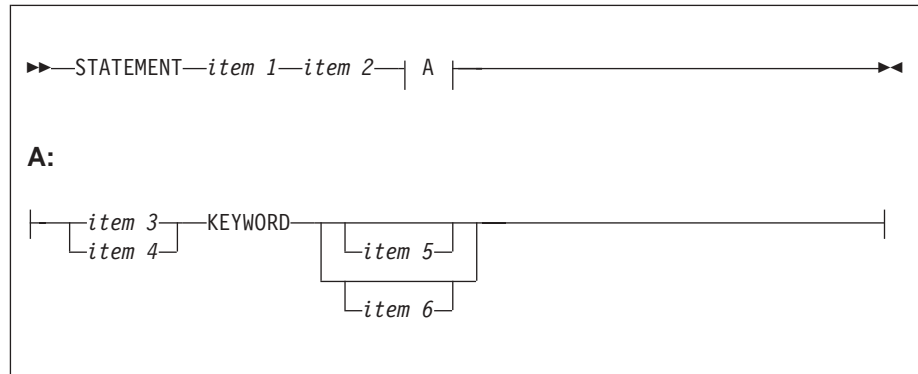 STATEMENT item 1 item 2 A
A:
item 3 KEYWORD
item 4 item 5
item 6